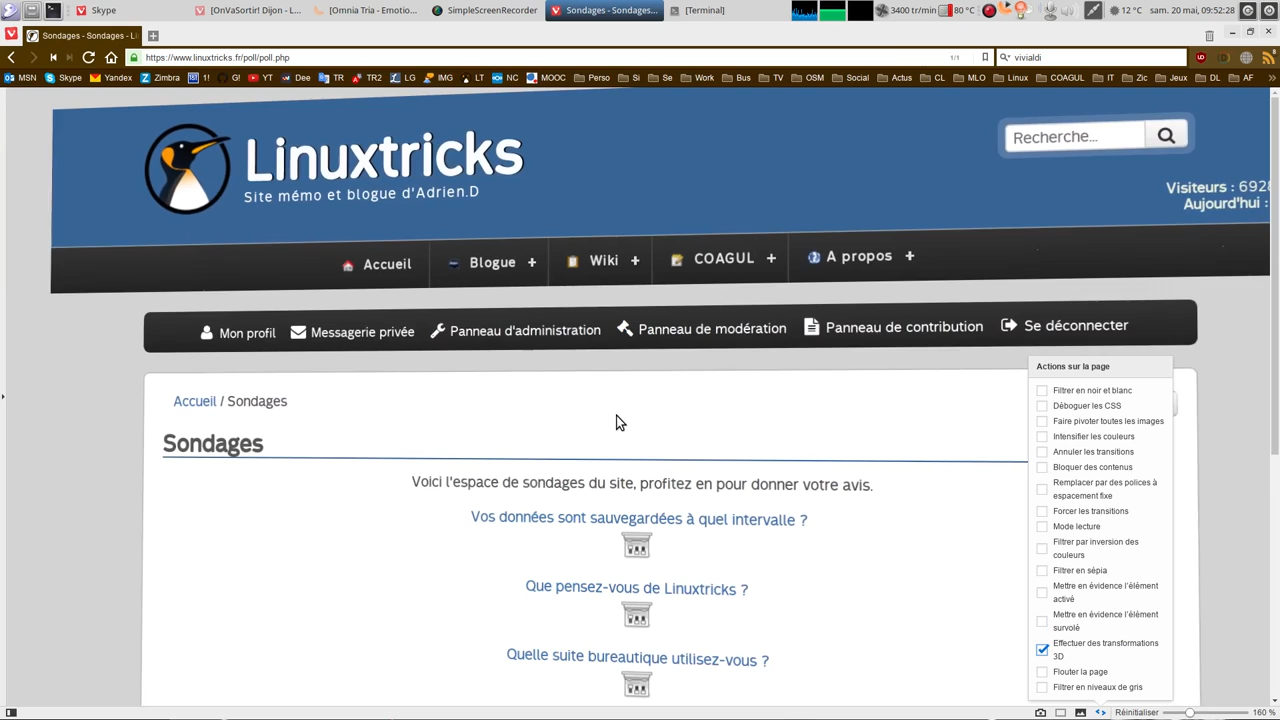 Skype
[OnVaSortir! Dijon - L...
[Omnia Tria - Emotio...
SimpleScreenRecorder
Sondages - Sondages...
[Terminal]
3400 tr/min
80 °C
12 °C
sam. 20 mai, 09:52:28
Sondages - Sondages - Li
https://www.linuxtricks.fr/poll/poll.php
1/1
vivialdi
MSN
Skype
Yandex
Zimbra
1!
G!
YT
Dee
TR
TR2
LG
IMG
LT
NC
MOOC
Perso
Si
Se
Work
Bus
TV
OSM
Social
Actus
CL
MLO
Linux
COAGUL
IT
Zic
Jeux
DL
AF
Linuxtricks
Site mémo et blogue d'Adrien.D
Recherche...
Visiteurs : 6928
Aujourd'hui :
Accueil
Blogue +
Wiki +
COAGUL +
A propos +
Mon profil
Messagerie privée
Panneau d'administration
Panneau de modération
Panneau de contribution
Se déconnecter
Accueil / Sondages
Sondages
Voici l'espace de sondages du site, profitez en pour donner votre avis.
Vos données sont sauvegardées à quel intervalle ?
Que pensez-vous de Linuxtricks ?
Quelle suite bureautique utilisez-vous ?
Actions sur la page
Filtrer en noir et blanc
Déboguer les CSS
Faire pivoter toutes les images
Intensifier les couleurs
Annuler les transitions
Bloquer des contenus
Remplacer par des polices à
espacement fixe
Forcer les transitions
Mode lecture
Filtrer par inversion des
couleurs
Filtrer en sépia
Mettre en évidence l'élément
activé
Mettre en évidence l'élément
survolé
Effectuer des transformations
3D
Flouter la page
Filtrer en niveaux de gris
Réinitialiser
160 %